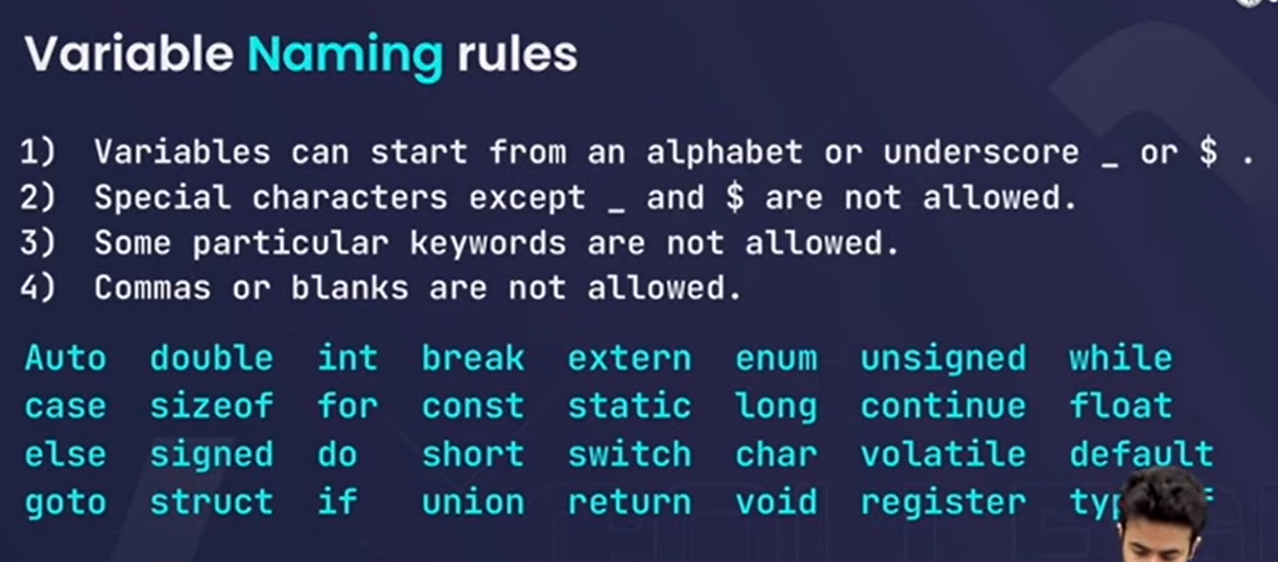 Variable Naming rules
1) Variables can start from an alphabet or underscore _ or $ .
2) Special characters except _ and $ are not allowed.
3) Some particular keywords are not allowed.
4) Commas or blanks are not allowed.
Auto double int break extern enum unsigned while
case sizeof for const static long continue float
else signed do short switch char volatile default
goto struct if union return void register